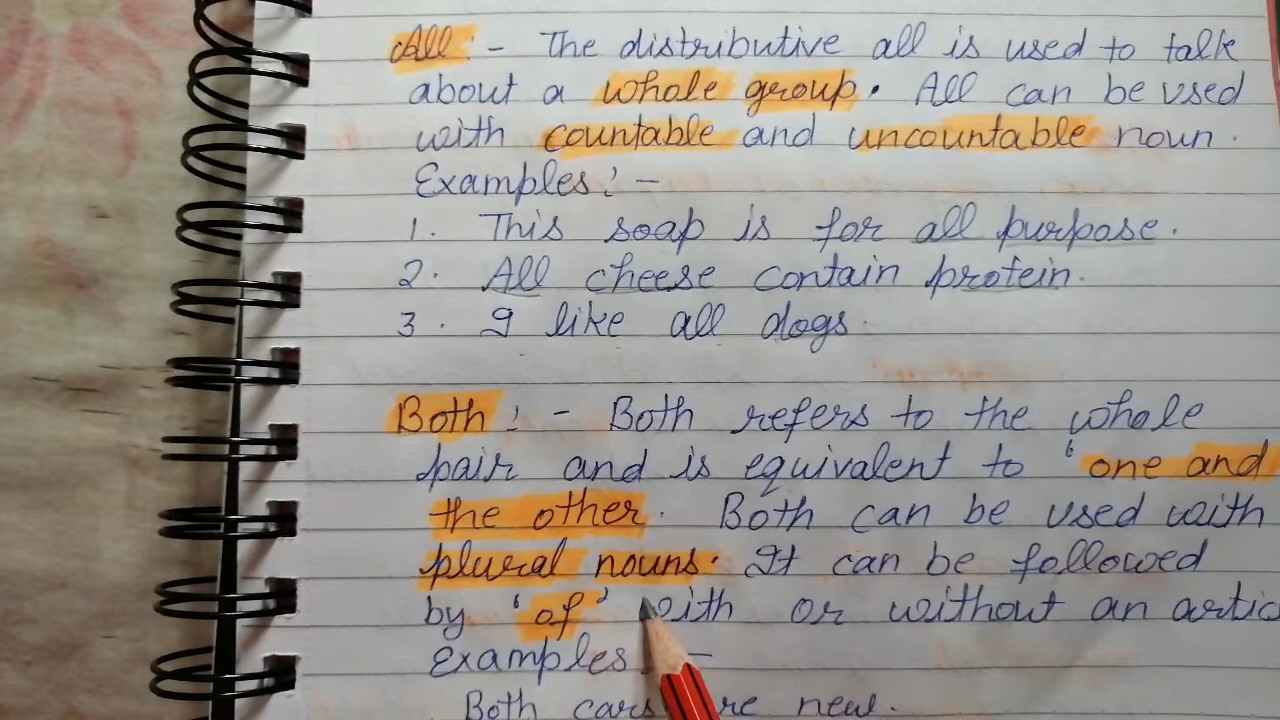 All :- The distributive all is used to talk
about a whole group. All can be used
with countable and uncountable noun.
Examples :-
1. This soap is for all purpose.
2. All cheese contain protein.
3. I like all dogs.
Both :- Both refers to the whole
pair and is equivalent to 'one and
the other. Both can be used with
plural nouns. It can be followed
by 'of' with or without an artic
Examples :-
Both cars re new.